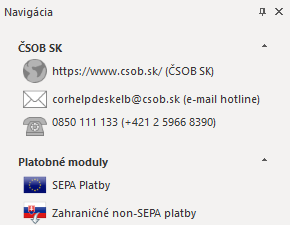 Navigácia
ČSOB SK
https://www.csob.sk/ (ČSOB SK)
corhelpdeskelb@csob.sk (e-mail hotline)
0850 111 133 (+421 2 5966 8390)
Platobné moduly
SEPA Platby
Zahraničné non-SEPA platby